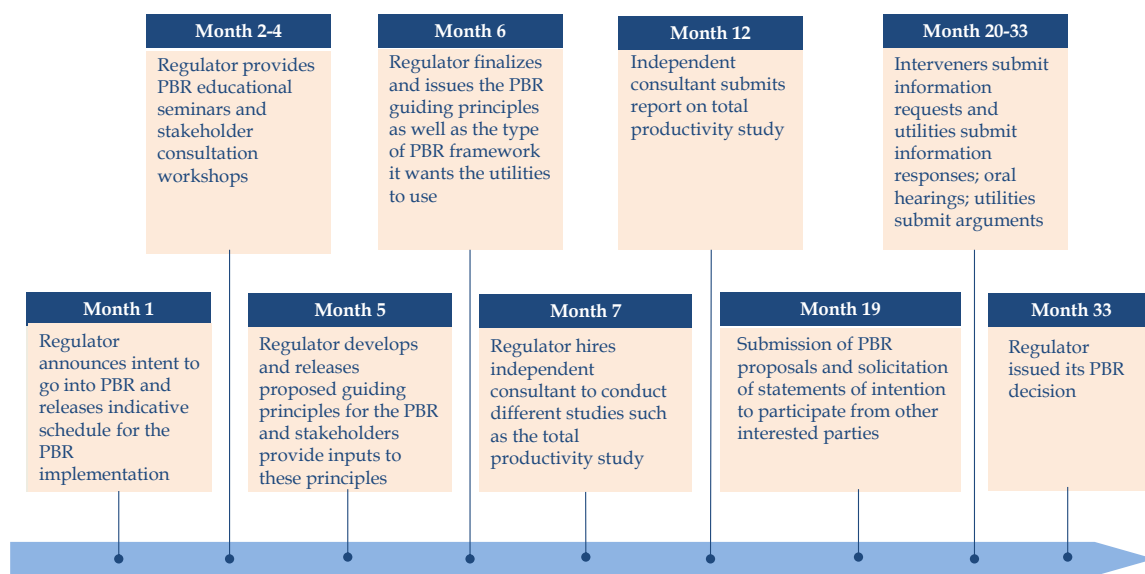 Month 2-4
Regulator provides
PBR educational
seminars and
stakeholder
consultation
workshops
Month 6
Regulator finalizes
and issues the PBR
guiding principles
as well as the type
of PBR framework
it wants the utilities
to use
Month 12
Independent
consultant submits
report on total
productivity study
Month 20-33
Interveners submit
information
requests and
utilities submit
information
responses; oral
hearings; utilities
submit arguments
Month 1
Regulator
announces intent to
go into PBR and
releases indicative
schedule for the
PBR
implementation
Month 5
Regulator develops
and releases
proposed guiding
principles for the PBR
and stakeholders
provide inputs to
these principles
Month 7
Regulator hires
independent
consultant to conduct
different studies such
as the total
productivity study
Month 19
Submission of PBR
proposals and solicitation
of statements of intention
to participate from other
interested parties
Month 33
Regulator
issued its PBR
decision